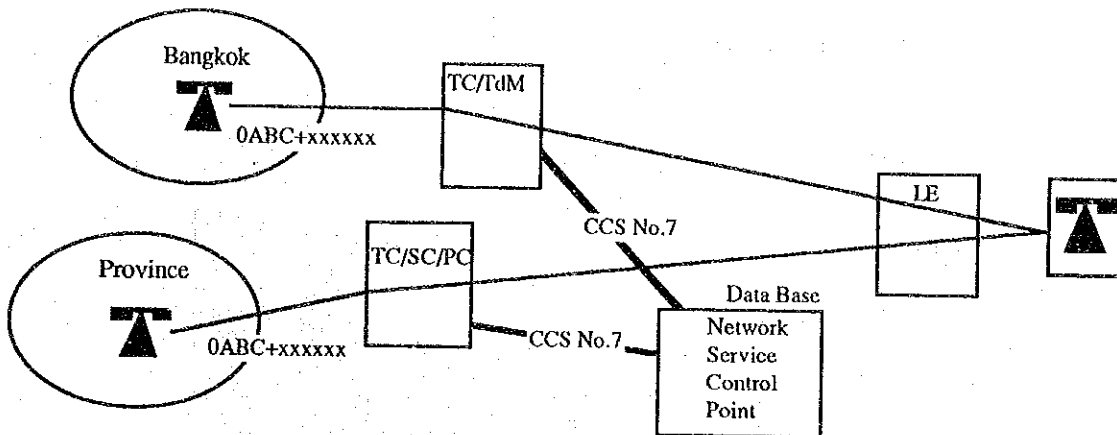 Bangkok
0ABC+xxxxxx
TC/TdM
CCS No.7
LE
Province
0ABC+xxxxxx
TC/SC/PC
CCS No.7
Data Base
Network
Service
Control
Point